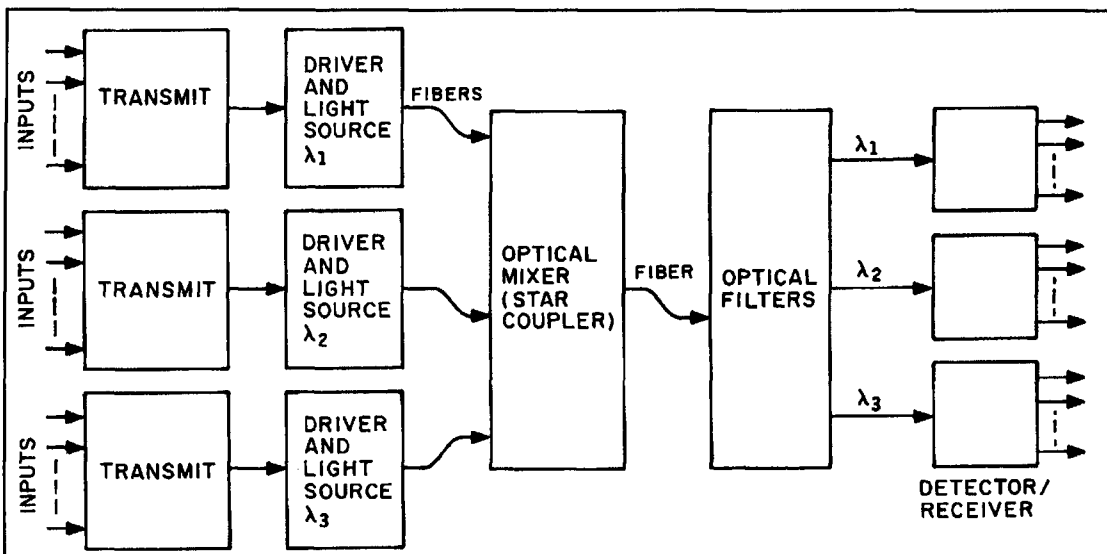 INPUTS
TRANSMIT
DRIVER
AND
LIGHT
SOURCE
λ1
FIBERS
INPUTS
TRANSMIT
DRIVER
AND
LIGHT
SOURCE
λ2
INPUTS
TRANSMIT
DRIVER
AND
LIGHT
SOURCE
λ3
OPTICAL
MIXER
(STAR
COUPLER)
FIBER
OPTICAL
FILTERS
λ1
λ2
λ3
DETECTOR/
RECEIVER